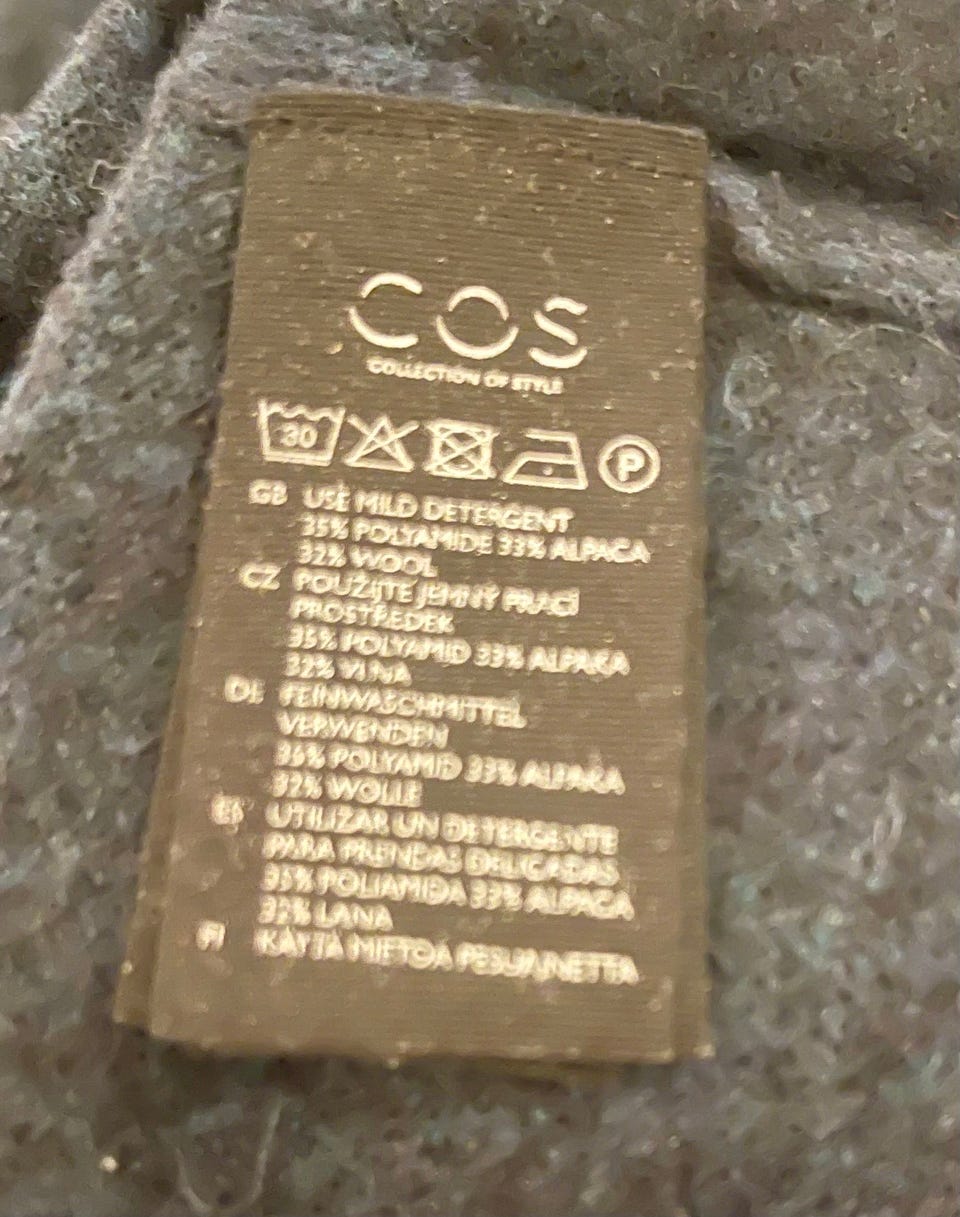 COS
COLLECTION OF STYLE
30 P
GB USE MILD DETERGENT
35% POLYAMIDE 33% ALPACA
32% WOOL
CZ POUŽIJTE JEMNÝ PRACÍ
PROSTŘEDEK
35% POLYAMID 33% ALPACA
32% VLNA
DE FEINWASCHMITTEL
VERWENDEN
35% POLYAMID 33% ALPAKA
32% WOLLE
ES UTILIZAR UN DETERGENTE
PARA PRENDAS DELICADAS
35% POLIAMIDA 33% ALPACA
32% LANA
FI KÄYTÄ MIETOA PESUAINETTA